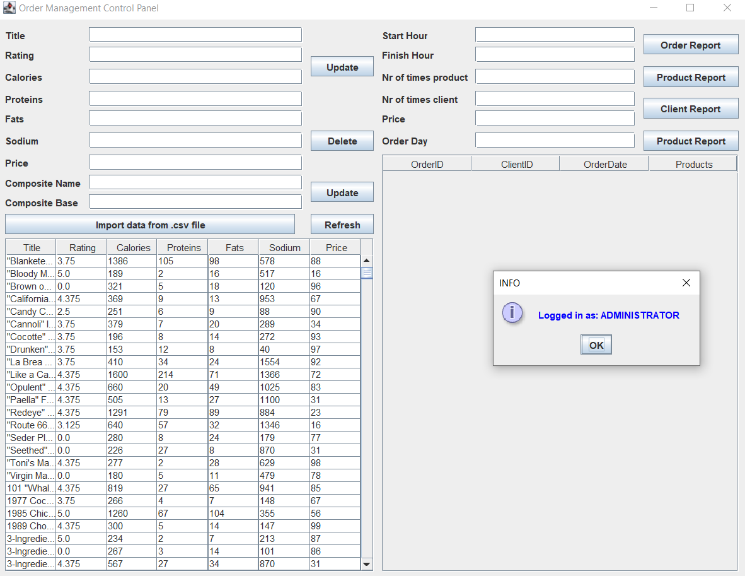 Order Management Control Panel
Title
Rating
Calories
Proteins
Fats
Sodium
Price
Composite Name
Composite Base
Update
Delete
Update
Import data from .csv file
Refresh
Start Hour
Finish Hour
Nr of times product
Nr of times client
Price
Order Day
Order Report
Product Report
Client Report
Product Report
OrderID ClientID OrderDate Products
Title Rating Calories Proteins Fats Sodium Price
"Blankete... 3.75 1386 105 98 578 88
"Bloody M... 5.0 189 2 16 517 16
"Brown o... 0.0 321 5 18 120 96
"California... 4.375 369 9 13 953 67
"Candy C... 2.5 251 6 9 88 90
"Cannoli" I... 3.75 379 7 20 289 34
"Cocotte" ... 3.75 196 8 14 272 93
"Drunken"... 3.75 153 12 8 40 97
"La Brea ... 3.75 410 34 24 1554 92
"Like a Ca... 4.375 1600 214 71 1366 72
"Opulent" ... 4.375 660 20 49 1025 83
"Paella" F... 4.375 505 13 27 1100 31
"Redeye" ... 4.375 1291 79 89 884 23
"Route 66... 3.125 640 57 32 1346 16
"Seder Pl... 0.0 280 8 24 179 77
"Seethed"... 0.0 226 27 8 870 31
"Toni's Ma... 4.375 277 2 28 629 98
"Virgin Ma... 0.0 180 5 11 479 78
101 "Whal... 4.375 819 27 65 941 85
1977 Coc... 3.75 266 4 7 148 67
1985 Chic... 5.0 1260 67 104 355 56
1989 Cho... 4.375 300 5 14 147 99
3-Ingredie... 5.0 234 2 7 213 87
3-Ingredie... 0.0 267 3 14 101 86
3-Ingredie... 4.375 567 27 34 870 31
INFO
Logged in as: ADMINISTRATOR
OK